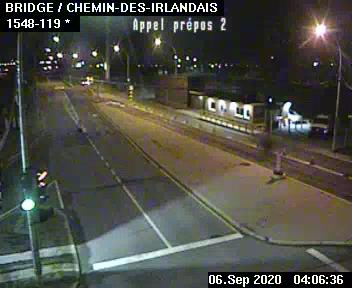 BRIDGE / CHEMIN-DES-IRLANDAIS
1548-119 *
Appel prépos 2
06.Sep 2020 04:06:36